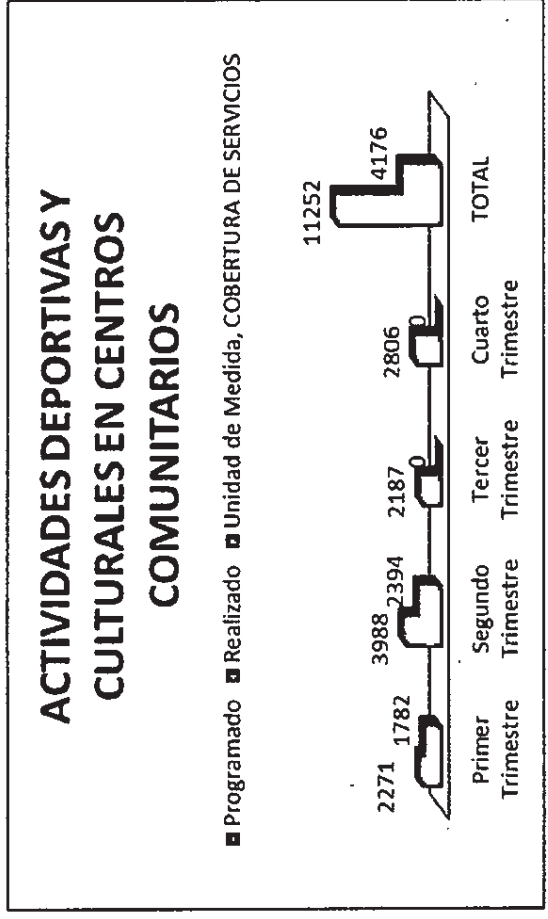 ACTIVIDADES DEPORTIVAS Y
CULTURALES EN CENTROS
COMUNITARIOS
Programado Realizado Unidad de Medida, COBERTURA DE SERVICIOS
2271 1782 3988 2394 2187 0 2806 0 11252 4176
Primer Segundo Tercer Cuarto TOTAL
Trimestre Trimestre Trimestre Trimestre